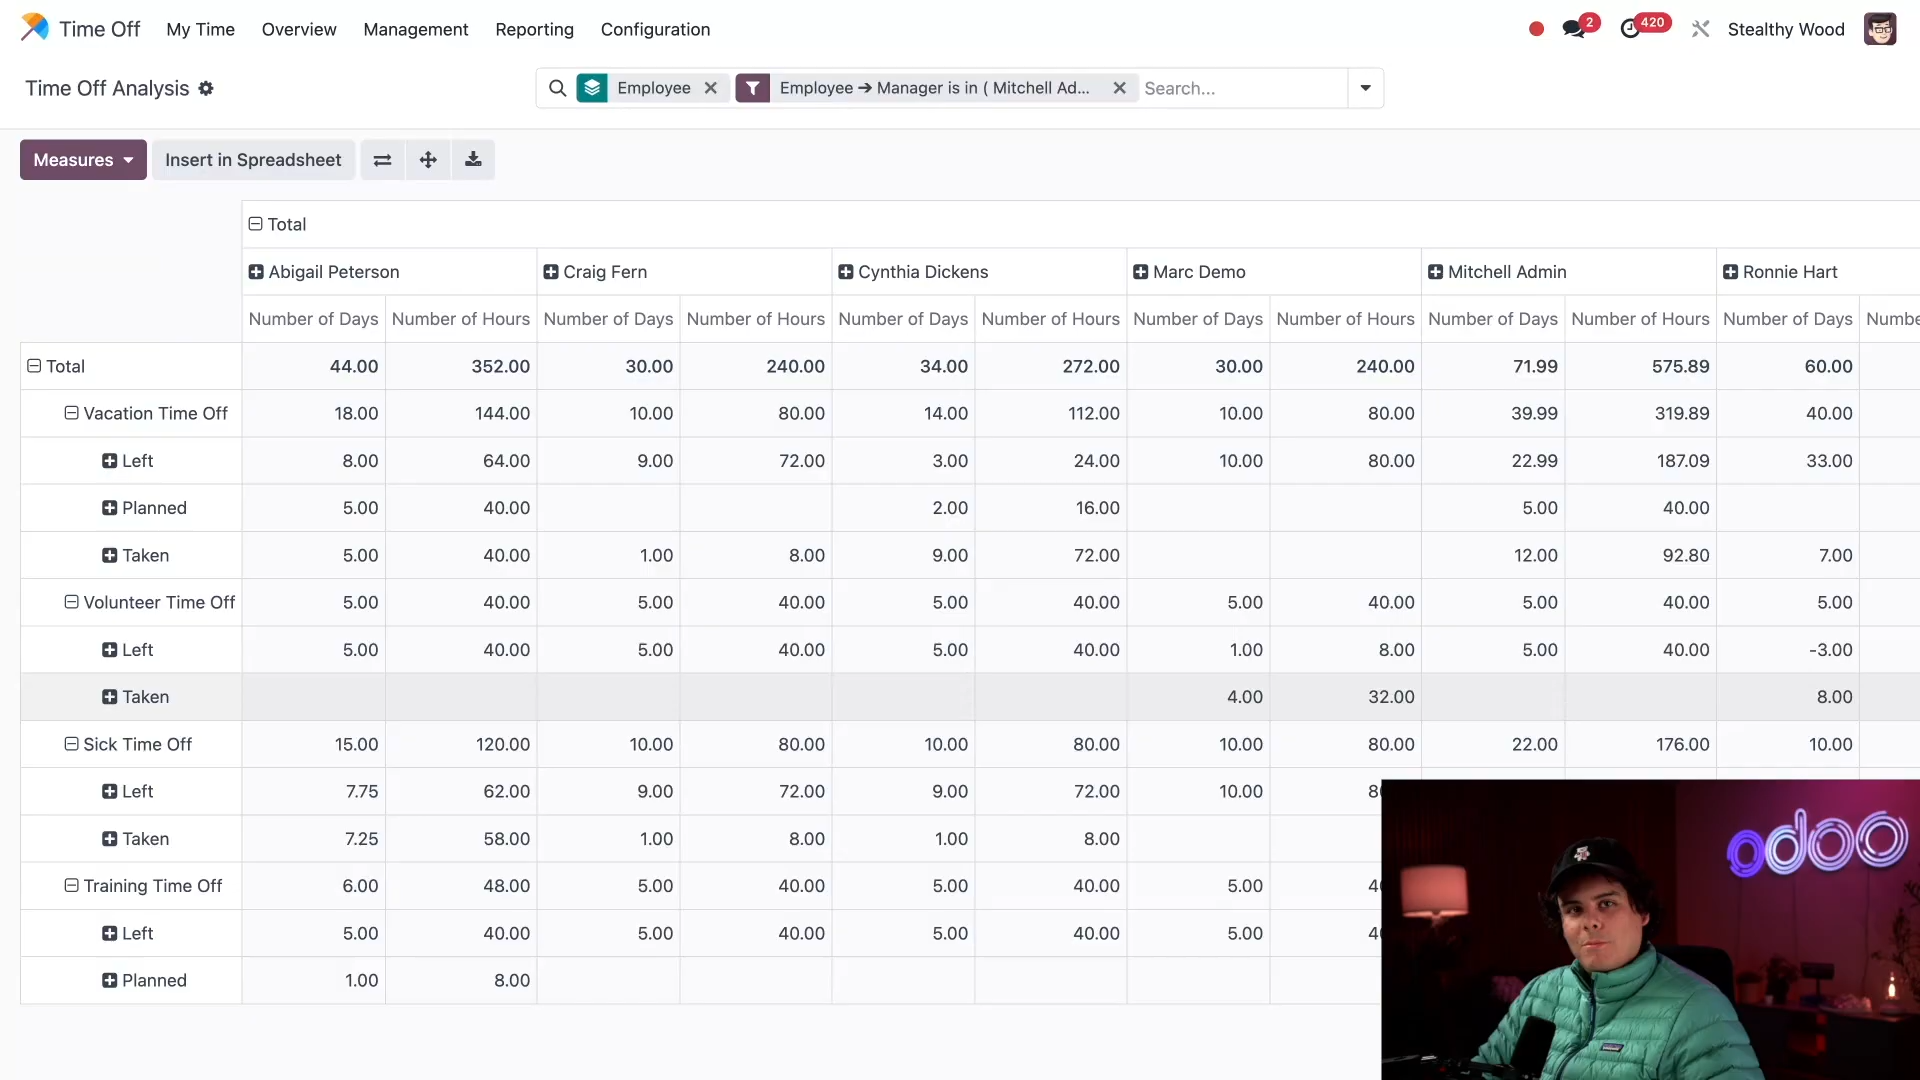 Time Off My Time Overview Management Reporting Configuration 2 420 Stealthy Wood
Time Off Analysis Employee Employee → Manager is in ( Mitchell Ad... Search...
Measures Insert in Spreadsheet
Total
Abigail Peterson Craig Fern Cynthia Dickens Marc Demo Mitchell Admin Ronnie Hart
Number of Days Number of Hours Number of Days Number of Hours Number of Days Number of Hours Number of Days Number of Hours Number of Days Number of Hours Number of Days Numbe
Total 44.00 352.00 30.00 240.00 34.00 272.00 30.00 240.00 71.99 575.89 60.00
Vacation Time Off 18.00 144.00 10.00 80.00 14.00 112.00 10.00 80.00 39.99 319.89 40.00
Left 8.00 64.00 9.00 72.00 3.00 24.00 10.00 80.00 22.99 187.09 33.00
Planned 5.00 40.00 2.00 16.00 5.00 40.00
Taken 5.00 40.00 1.00 8.00 9.00 72.00 12.00 92.80 7.00
Volunteer Time Off 5.00 40.00 5.00 40.00 5.00 40.00 5.00 40.00 5.00 40.00 5.00
Left 5.00 40.00 5.00 40.00 5.00 40.00 1.00 8.00 5.00 40.00 -3.00
Taken 4.00 32.00 8.00
Sick Time Off 15.00 120.00 10.00 80.00 10.00 80.00 10.00 80.00 22.00 176.00 10.00
Left 7.75 62.00 9.00 72.00 9.00 72.00 10.00 8
Taken 7.25 58.00 1.00 8.00 1.00 8.00
Training Time Off 6.00 48.00 5.00 40.00 5.00 40.00 5.00 4
Left 5.00 40.00 5.00 40.00 5.00 40.00 5.00 4
Planned 1.00 8.00
odoo